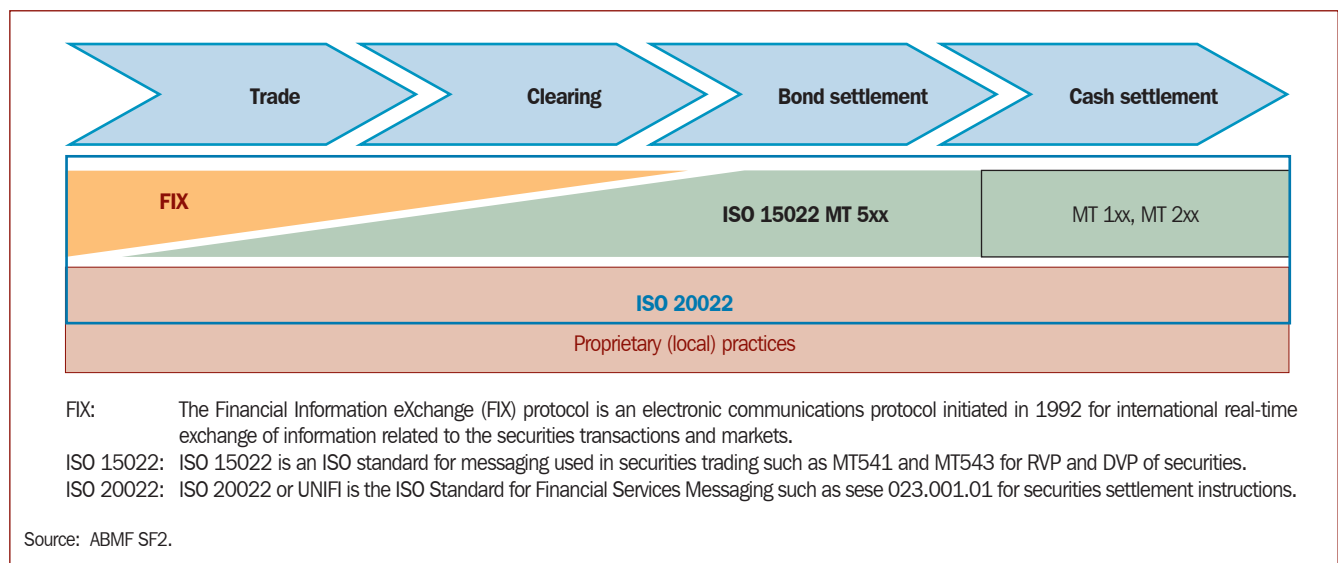 Trade
Clearing
Bond settlement
Cash settlement
FIX
ISO 15022 MT 5xx
MT 1xx, MT 2xx
ISO 20022
Proprietary (local) practices
FIX: The Financial Information eXchange (FIX) protocol is an electronic communications protocol initiated in 1992 for international real-time
exchange of information related to the securities transactions and markets.
ISO 15022: ISO 15022 is an ISO standard for messaging used in securities trading such as MT541 and MT543 for RVP and DVP of securities.
ISO 20022: ISO 20022 or UNIFI is the ISO Standard for Financial Services Messaging such as sese 023.001.01 for securities settlement instructions.
Source: ABMF SF2.